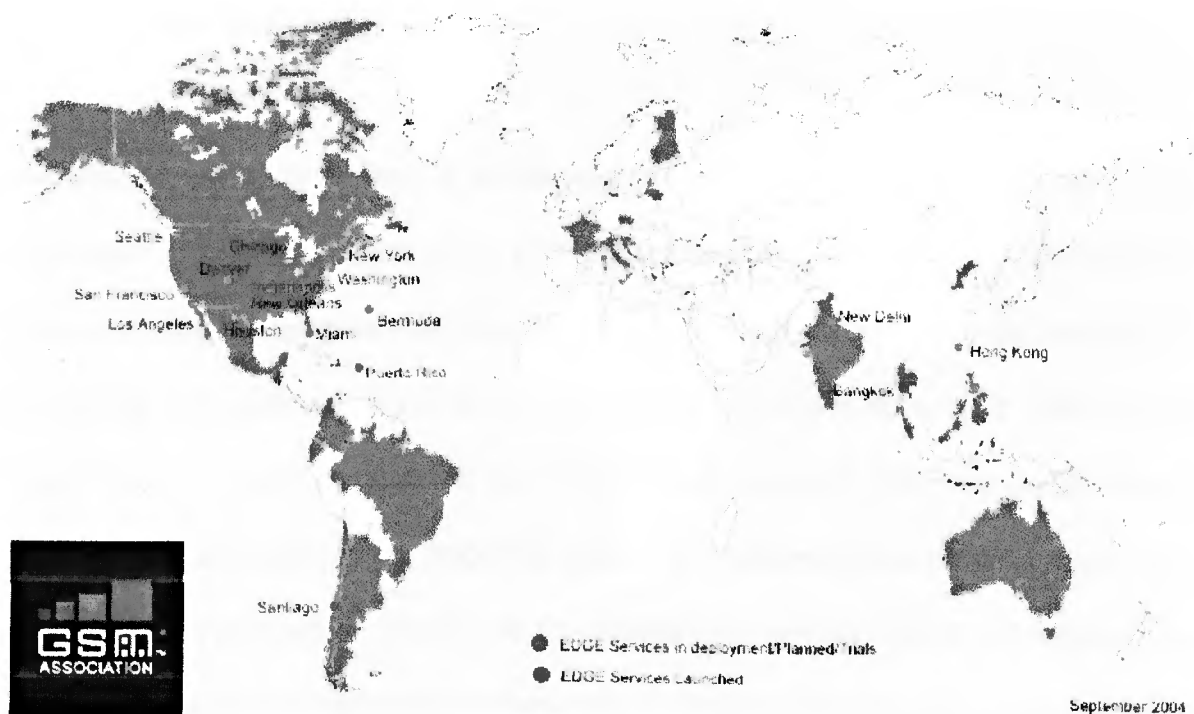 Seattle
Chicago
New York
Denver
Washington
San Francisco
New Orleans
Los Angeles
Houston
Miami
Bermuda
Puerto Rico
New Delhi
Hong Kong
Bangkok
Santiago
GSM
ASSOCIATION
EDGE Services in deployment/Planned/Trials
EDGE Services Launched
September 2004